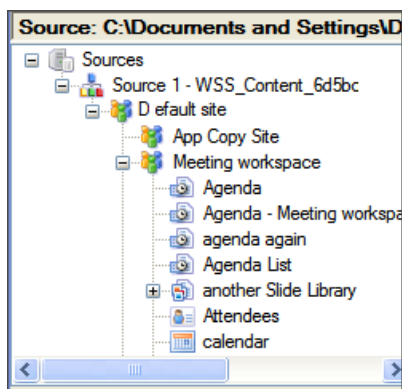 Source: C:\Documents and Settings\D
Sources
Source 1 - WSS_Content_6d5bc
D efault site
App Copy Site
Meeting workspace
Agenda
Agenda - Meeting workspa
agenda again
Agenda List
another Slide Library
Attendees
calendar